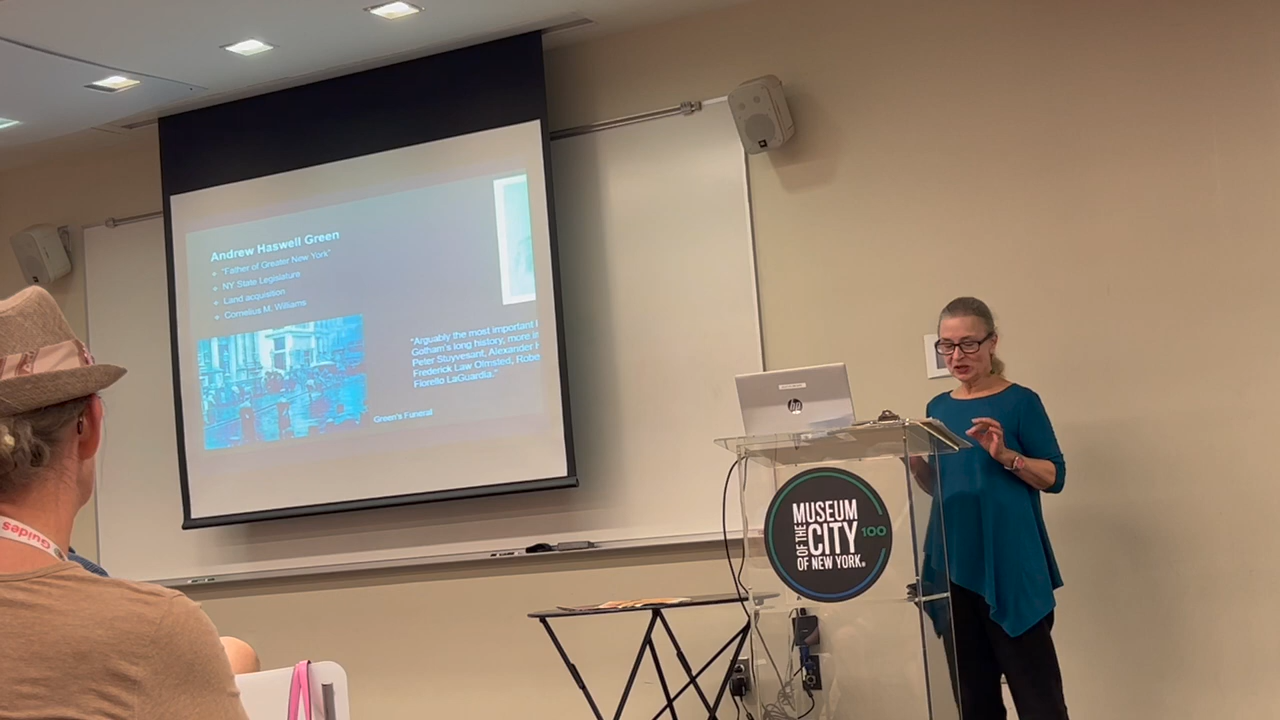 Andrew Haswell Green
"Father of Greater New York"
NY State Legislature
Land acquisition
Cornelius M. Williams
"Arguably the most important
Gotham's long history, more
Peter Stuyvesant, Alexander
Frederick Law Olmsted,
Fiorello LaGuardia."
Green's Funeral
hp
MUSEUM
OF THE
CITY
OF NEW YORK
100
Guides